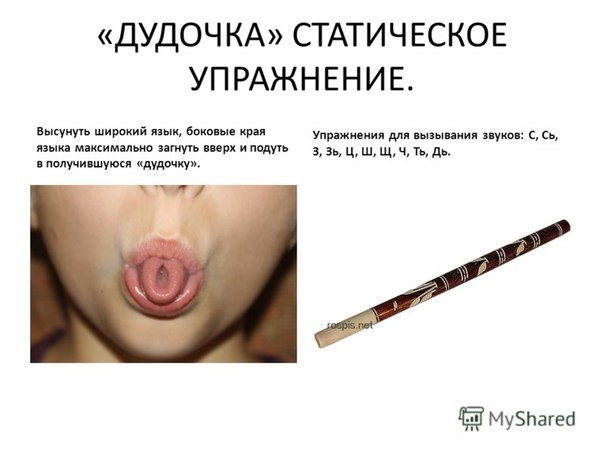 «ДУДОЧКА» СТАТИЧЕСКОЕ
УПРАЖНЕНИЕ.
Высунуть широкий язык, боковые края
языка максимально загнуть вверх и подуть
в получившуюся «дудочку».
Упражнения для вызывания звуков: С, Сь,
З, Зь, Ц, Ш, Щ, Ч, Ть, Дь.
respis.net
MyShared